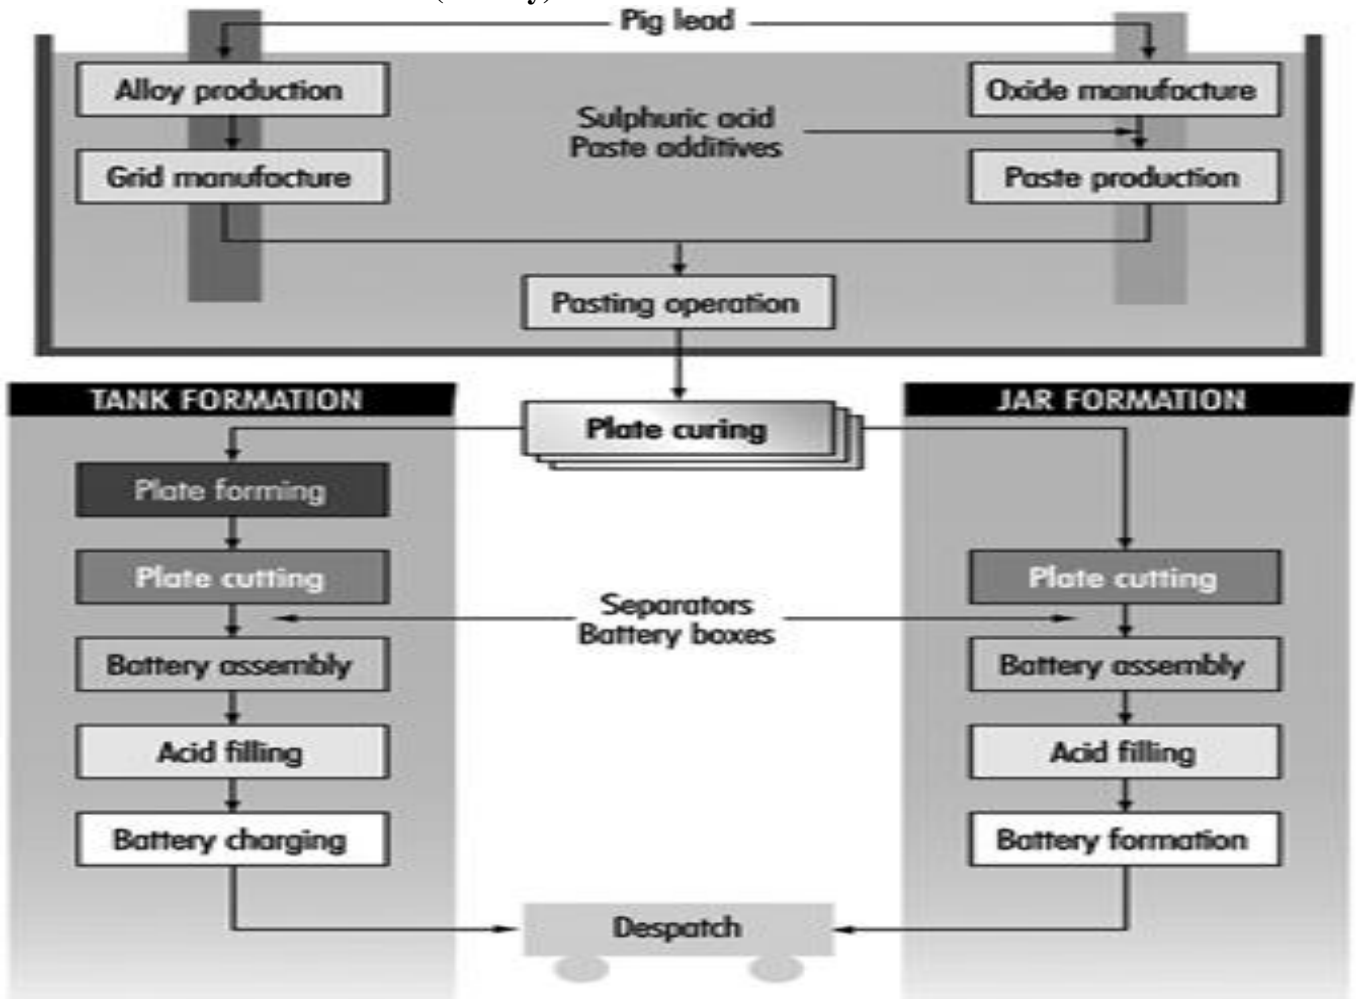 Pig lead
Alloy production
Oxide manufacture
Sulphuric acid
Paste additives
Grid manufacture
Paste production
Pasting operation
TANK FORMATION
JAR FORMATION
Plate curing
Plate forming
Plate cutting
Plate cutting
Separators
Battery boxes
Battery assembly
Battery assembly
Acid filling
Acid filling
Battery charging
Battery formation
Despatch